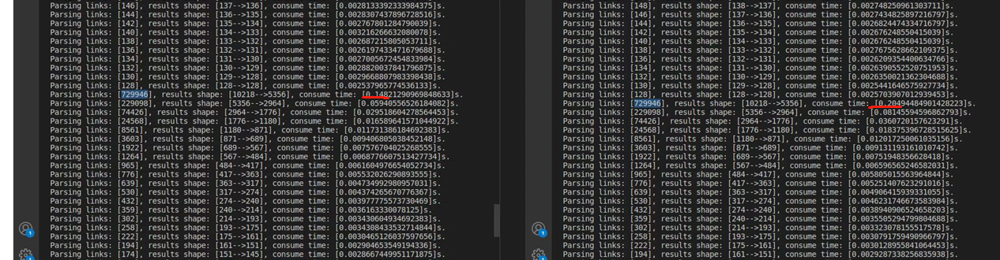 Parsing links: [146], results shape: [137-->136], consume time: [0.0028133392333984375]s.
Parsing links: [144], results shape: [136-->135], consume time: [0.0028307437896728516]s.
Parsing links: [142], results shape: [135-->134], consume time: [0.002767801284790039]s.
Parsing links: [140], results shape: [134-->133], consume time: [0.003216266632080078]s.
Parsing links: [138], results shape: [133-->132], consume time: [0.002687215805053711]s.
Parsing links: [136], results shape: [132-->131], consume time: [0.0026197433471679688]s.
Parsing links: [134], results shape: [131-->130], consume time: [0.0027005672454833984]s.
Parsing links: [132], results shape: [130-->129], consume time: [0.002882003784179687​5]s.
Parsing links: [130], results shape: [129-->128], consume time: [0.0029668807983398438]s.
Parsing links: [128], results shape: [128-->128], consume time: [0.002537965774536133]s.
Parsing links: [729946], results shape: [10218-->5356], consume time: [0.14821290969848633]s.
Parsing links: [229098], results shape: [5356-->2964], consume time: [0.05940556526184082]s.
Parsing links: [74426], results shape: [2964-->1776], consume time: [0.029518604278564453]s.
Parsing links: [24568], results shape: [1776-->1180], consume time: [0.016589641571044922]s.
Parsing links: [8561], results shape: [1180-->871], consume time: [0.011731386184692383]s.
Parsing links: [3603], results shape: [871-->689], consume time: [0.009406805038452148]s.
Parsing links: [1922], results shape: [689-->567], consume time: [0.007576704025268555]s.
Parsing links: [1264], results shape: [567-->484], consume time: [0.006877660751342​7734]s.
Parsing links: [965], results shape: [484-->417], consume time: [0.0061604976654052734]s.
Parsing links: [776], results shape: [417-->363], consume time: [0.00553202629089355​5]s.
Parsing links: [639], results shape: [363-->317], consume time: [0.004734992980957031]s.
Parsing links: [530], results shape: [317-->274], consume time: [0.004374265670776367]s.
Parsing links: [432], results shape: [274-->240], consume time: [0.003977775573730469]s.
Parsing links: [359], results shape: [240-->214], consume time: [0.0036163330078125]s.
Parsing links: [302], results shape: [214-->193], consume time: [0.003430604934692383]s.
Parsing links: [258], results shape: [193-->175], consume time: [0.0034308433532714844]s.
Parsing links: [222], results shape: [175-->161], consume time: [0.0030465126037597656]s.
Parsing links: [194], results shape: [161-->151], consume time: [0.002904653549194336]s.
Parsing links: [174], results shape: [151-->145], consume time: [0.0028667449951171875]s.
1
1
Parsing links: [148], results shape: [138-->137], consume time: [0.002748250961303711]s.
Parsing links: [146], results shape: [137-->136], consume time: [0.0027434825897216797]s.
Parsing links: [144], results shape: [136-->135], consume time: [0.0026824474334716797]s.
Parsing links: [142], results shape: [135-->134], consume time: [0.002676248550415039]s.
Parsing links: [140], results shape: [134-->133], consume time: [0.002676248550415039]s.
Parsing links: [138], results shape: [133-->132], consume time: [0.0027675628662109375]s.
Parsing links: [136], results shape: [132-->131], consume time: [0.0026209354400634766]s.
Parsing links: [134], results shape: [131-->130], consume time: [0.0026390552520751953]s.
Parsing links: [132], results shape: [130-->129], consume time: [0.0026350021362304688]s.
Parsing links: [130], results shape: [129-->128], consume time: [0.0025441646575927734]s.
Parsing links: [128], results shape: [128-->128], consume time: [0.0025703907012939453]s.
Parsing links: [729946], results shape: [10218-->5356], consume time: [0.20494484901428223]s.
Parsing links: [229098], results shape: [5356-->2964], consume time: [0.08145594596862793]s.
Parsing links: [74426], results shape: [2964-->1776], consume time: [0.0360720157623291]s.
Parsing links: [24568], results shape: [1776-->1180], consume time: [0.01837539672851562​5]s.
Parsing links: [8561], results shape: [1180-->871], consume time: [0.012017250061035156]s.
Parsing links: [3603], results shape: [871-->689], consume time: [0.009131193161010742]s.
Parsing links: [1922], results shape: [689-->567], consume time: [0.00751948356628418]s.
Parsing links: [1264], results shape: [567-->484], consume time: [0.006596565246582031]s.
Parsing links: [965], results shape: [484-->417], consume time: [0.005805015563964844]s.
Parsing links: [776], results shape: [417-->363], consume time: [0.005251407623291016]s.
Parsing links: [639], results shape: [363-->317], consume time: [0.004906415939331055]s.
Parsing links: [530], results shape: [317-->274], consume time: [0.0046231746673583984]s.
Parsing links: [432], results shape: [274-->240], consume time: [0.0038940906524658203]s.
Parsing links: [359], results shape: [240-->214], consume time: [0.0035505294799804688]s.
Parsing links: [302], results shape: [214-->193], consume time: [0.003323078155517578]s.
Parsing links: [258], results shape: [193-->175], consume time: [0.0030791759490966797]s.
Parsing links: [222], results shape: [175-->161], consume time: [0.0030128955841064453]s.
Parsing links: [194], results shape: [161-->151], consume time: [0.0029287338256835938]s.
1
1